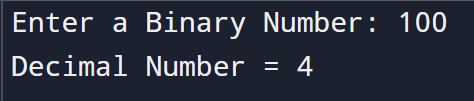 Enter a Binary Number: 100
Decimal Number = 4